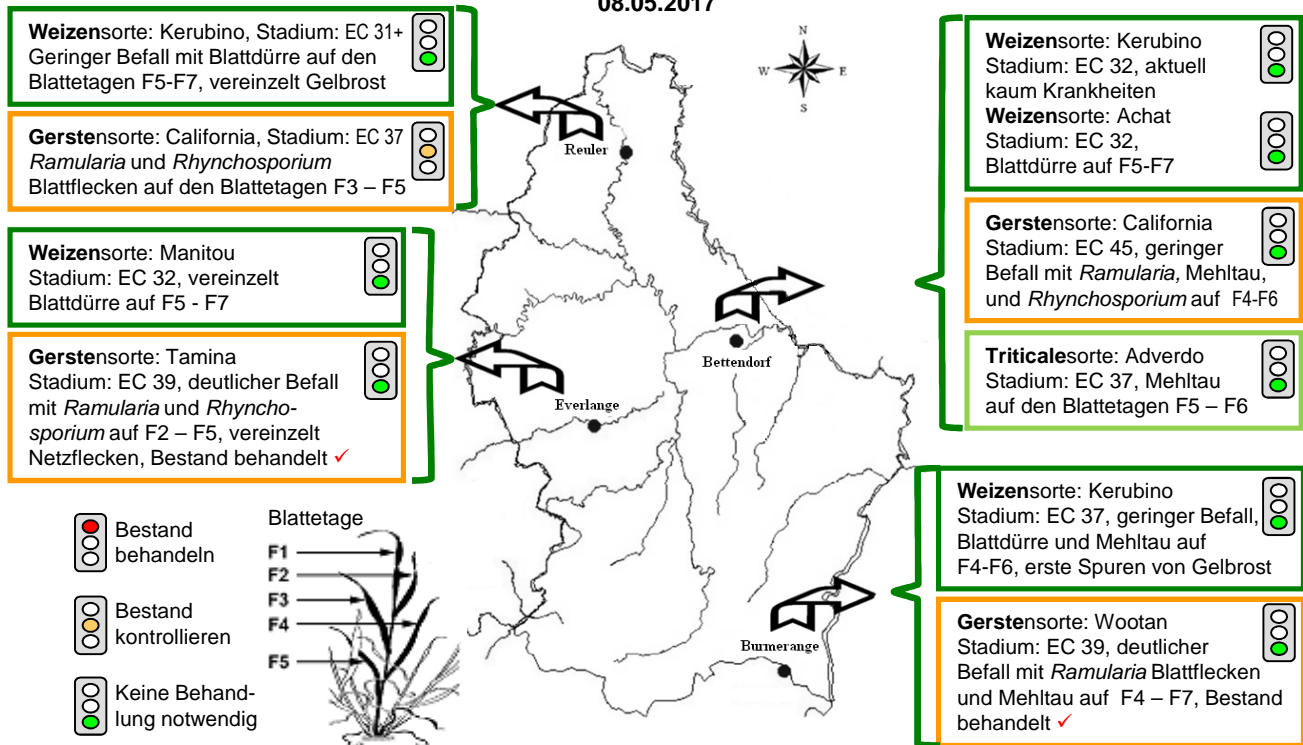 08.05.2017
Weizensorte: Kerubino, Stadium: EC 31+
Geringer Befall mit Blattdürre auf den
Blattetagen F5-F7, vereinzelt Gelbrost
Gerstensorte: California, Stadium: EC 37
Ramularia und Rhynchosporium
Blattflecken auf den Blattetagen F3 – F5
Weizensorte: Manitou
Stadium: EC 32, vereinzelt
Blattdürre auf F5 - F7
Gerstensorte: Tamina
Stadium: EC 39, deutlicher Befall
mit Ramularia und Rhyncho-
sporium auf F2 – F5, vereinzelt
Netzflecken, Bestand behandelt ✓
Bestand
behandeln
Bestand
kontrollieren
Keine Behand-
lung notwendig
Blattetage
F1
F2
F3
F4
F5
N
W E
S
Reuler
Bettendorf
Everlange
Burmerange
Weizensorte: Kerubino
Stadium: EC 32, aktuell
kaum Krankheiten
Weizensorte: Achat
Stadium: EC 32,
Blattdürre auf F5-F7
Gerstensorte: California
Stadium: EC 45, geringer
Befall mit Ramularia, Mehltau,
und Rhynchosporium auf F4-F6
Triticalesorte: Adverdo
Stadium: EC 37, Mehltau
auf den Blattetagen F5 – F6
Weizensorte: Kerubino
Stadium: EC 37, geringer Befall,
Blattdürre und Mehltau auf
F4-F6, erste Spuren von Gelbrost
Gerstensorte: Wootan
Stadium: EC 39, deutlicher
Befall mit Ramularia Blattflecken
und Mehltau auf F4 – F7, Bestand
behandelt ✓